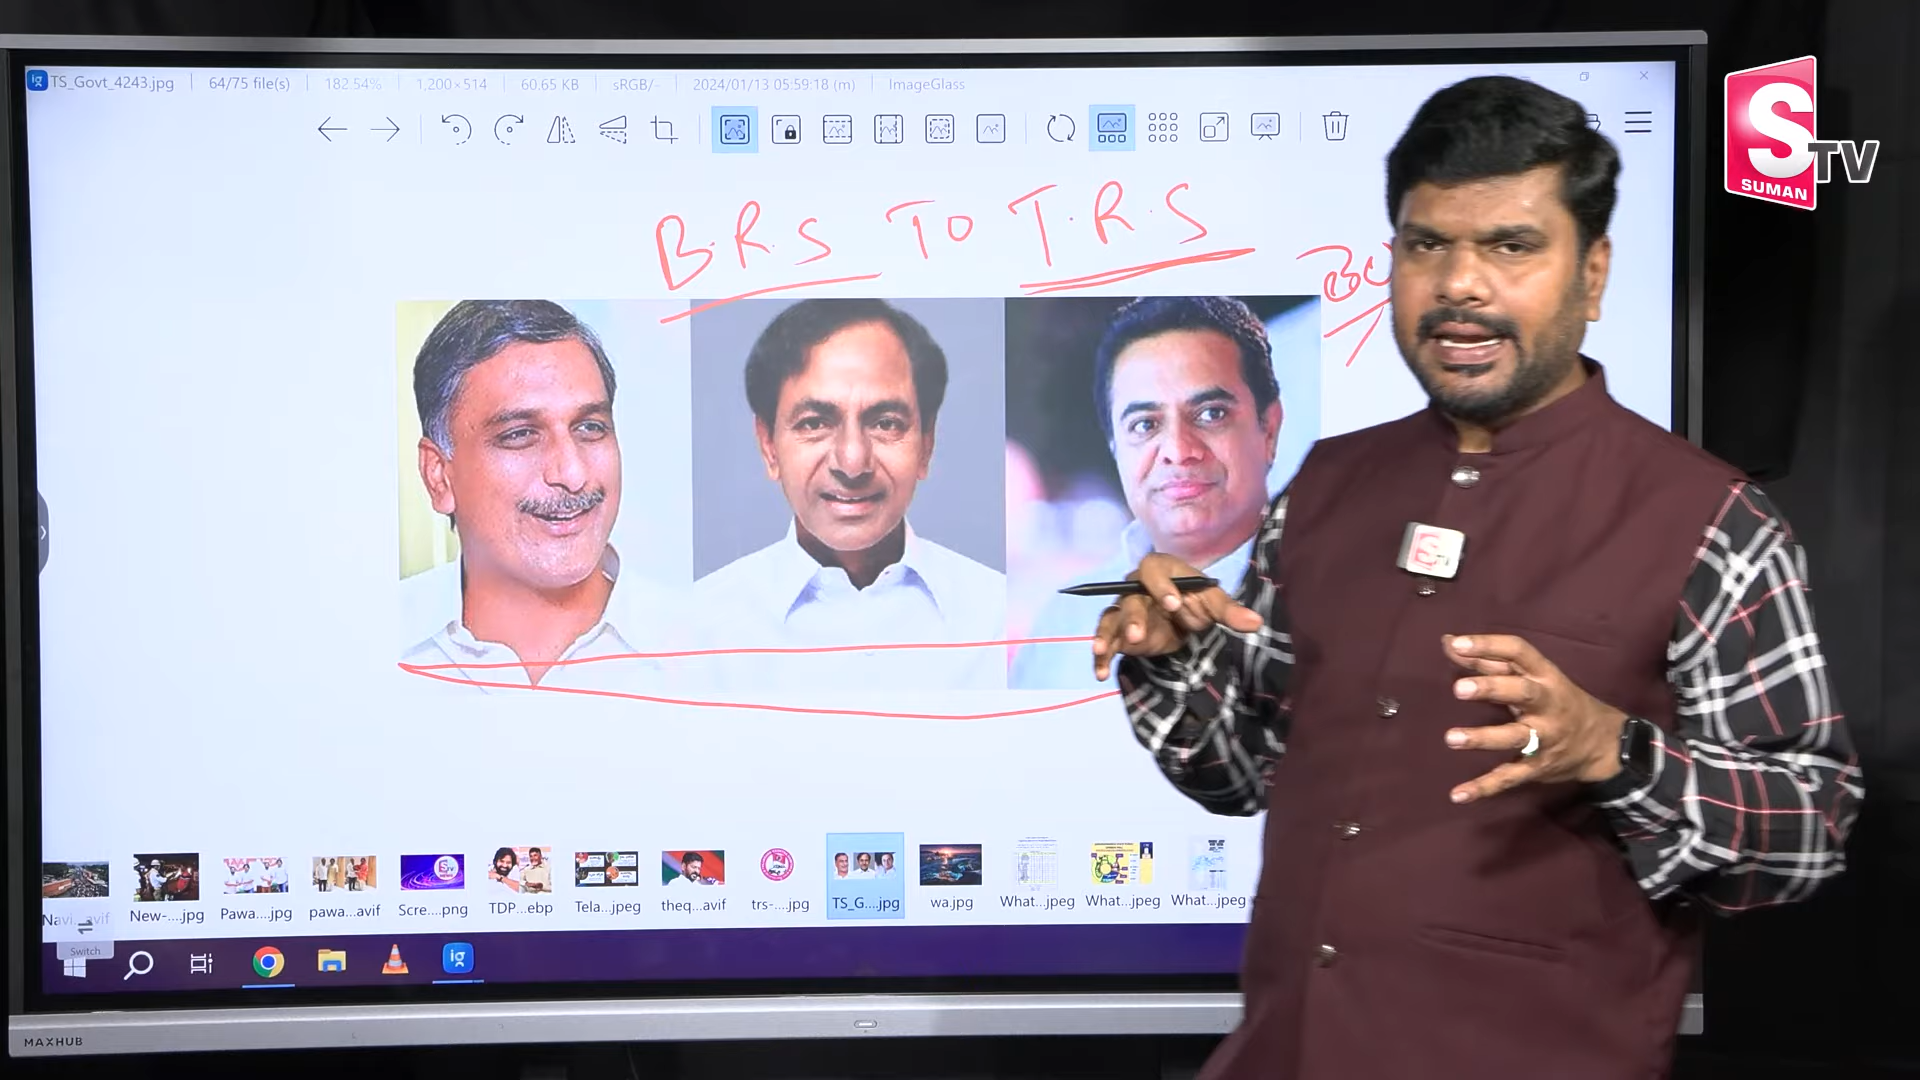 TS_Govt_4243.jpg 64/75 file(s) 182.54% 1,200×514 60.65 KB sRGB/- 2024/01/13 05:59:18 (m) ImageGlass
S
TV
SUMAN
B.R.S TO T.R.S
New-....jpg Pawa....jpg pawa....avif Scre....png TDP...ebp Tela...jpeg theq...avif trs-....jpg TS_G....jpg wa.jpg What...jpeg What...jpeg What...jpeg
Switch
ig
MAXHUB